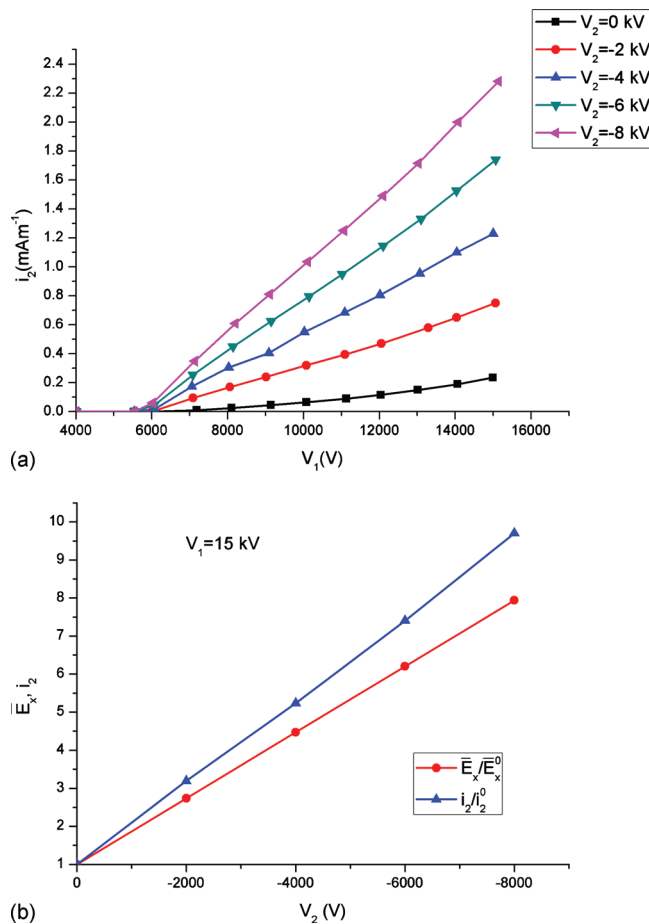 V₂=0 kV
V₂=-2 kV
V₂=-4 kV
V₂=-6 kV
V₂=-8 kV
2.4
2.2
2.0
1.8
1.6
1.4
1.2
1.0
0.8
0.6
0.4
0.2
0.0
i₂(mAm⁻¹)
4000 6000 8000 10000 12000 14000 16000
V₁(V)
(a)
V₁=15 kV
10
9
8
7
6
5
4
3
2
1
E̅ₓ, i₂
E̅ₓ/E̅ₓ⁰
i₂/i₂⁰
0 -2000 -4000 -6000 -8000
V₂ (V)
(b)